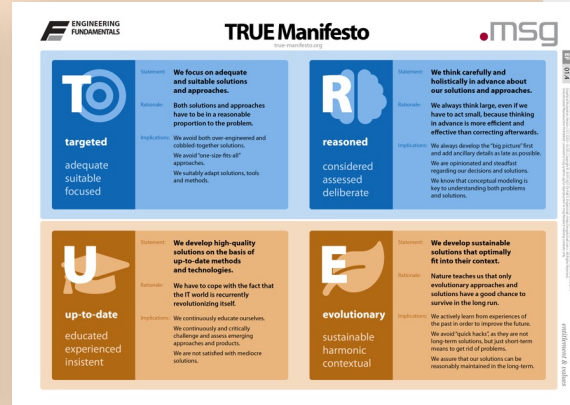 ENGINEERING
FUNDAMENTALS
TRUE Manifesto
true-manifesto.org
.msg
T
targeted
adequate
suitable
focused
Statement: We focus on adequate
and suitable solutions
and approaches.
Rationale: Both solutions and approaches
have to be in a reasonable
proportion to the problem.
Implications: We avoid both over-engineered and
cobbled-together solutions.
We avoid "one-size-fits-all"
approaches.
We suitably adapt solutions, tools
and methods.
R
reasoned
considered
assessed
deliberate
Statement: We think carefully and
holistically in advance about
our solutions and approaches.
Rationale: We always think large, even if we
have to act small, because thinking
in advance is more efficient and
effective than correcting afterwards.
Implications: We always develop the "big picture" first
and add ancillary details as late as possible.
We are opinionated and steadfast
regarding our decisions and solutions.
We know that conceptual modeling is
key to understanding both problems
and solutions.
U
up-to-date
educated
experienced
insistent
Statement: We develop high-quality
solutions on the basis of
up-to-date methods
and technologies.
Rationale: We have to cope with the fact that
the IT world is recurrently
revolutionizing itself.
Implications: We continuously educate ourselves.
We continuously and critically
challenge and assess emerging
approaches and products.
We are not satisfied with mediocre
solutions.
E
evolutionary
sustainable
harmonic
contextual
Statement: We develop sustainable
solutions that optimally
fit into their context.
Rationale: Nature teaches us that only
evolutionary approaches and
solutions have a good chance to
survive in the long run.
Implications: We actively learn from experiences of
the past in order to improve the future.
We avoid "quick hacks", as they are not
long-term solutions, but just short-term
means to get rid of problems.
We assure that our solutions can be
reasonably maintained in the long-term.
EF 01.4
entitlement & values